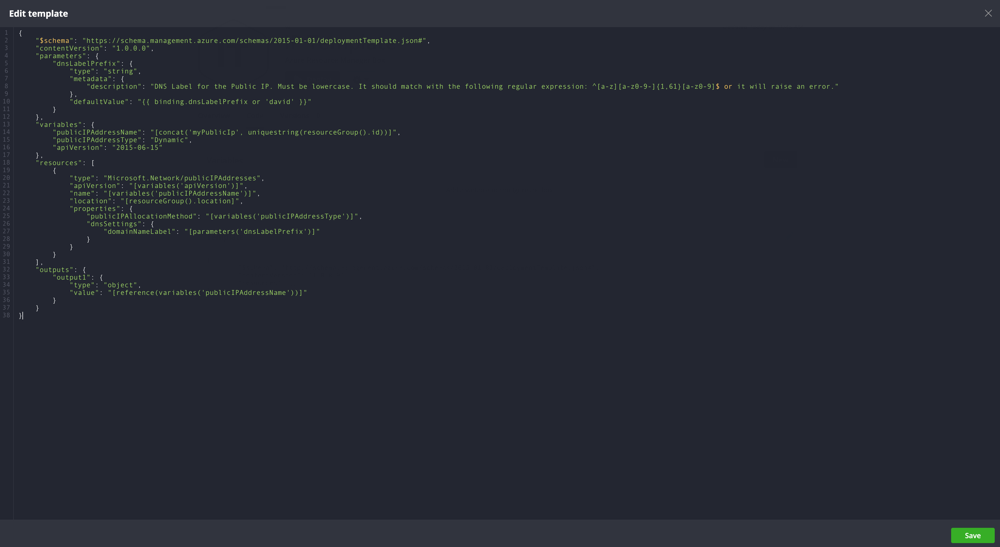 Edit template
1 {
2     "$schema": "https://schema.management.azure.com/schemas/2015-01-01/deploymentTemplate.json#",
3     "contentVersion": "1.0.0.0",
4     "parameters": {
5         "dnsLabelPrefix": {
6             "type": "string",
7             "metadata": {
8                 "description": "DNS Label for the Public IP. Must be lowercase. It should match with the following regular expression: ^[a-z][a-z0-9-]{1,61}[a-z0-9]$ or it will raise an error."
9             },
10             "defaultValue": "{{ binding.dnsLabelPrefix or 'david' }}"
11         }
12     },
13     "variables": {
14         "publicIPAddressName": "[concat('myPublicIp', uniquestring(resourceGroup().id))]",
15         "publicIPAddressType": "Dynamic",
16         "apiVersion": "2015-06-15"
17     },
18     "resources": [
19         {
20             "type": "Microsoft.Network/publicIPAddresses",
21             "apiVersion": "[variables('apiVersion')]",
22             "name": "[variables('publicIPAddressName')]",
23             "location": "[resourceGroup().location]",
24             "properties": {
25                 "publicIPAllocationMethod": "[variables('publicIPAddressType')]",
26                 "dnsSettings": {
27                     "domainNameLabel": "[parameters('dnsLabelPrefix')]"
28                 }
29             }
30         }
31     ],
32     "outputs": {
33         "output1": {
34             "type": "object",
35             "value": "[reference(variables('publicIPAddressName'))]"
36         }
37     }
38 }
Save